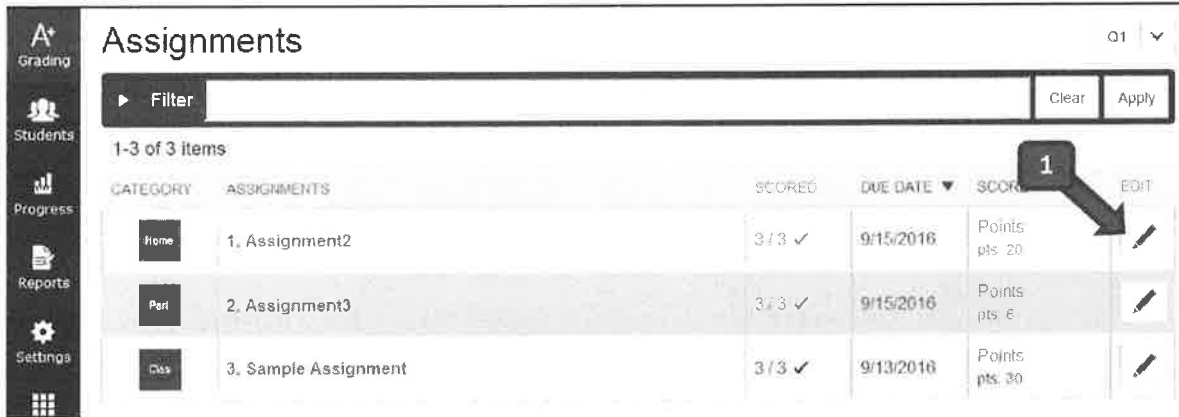 A+
Grading
Students
Progress
Reports
Settings
Assignments
Q1
Filter
Clear
Apply
1-3 of 3 items
1
CATEGORY ASSIGNMENTS SCORED DUE DATE ▼ SCORE EDIT
Home 1. Assignment2 3 / 3 ✓ 9/15/2016 Points
pts. 20
Part 2. Assignment3 3 / 3 ✓ 9/15/2016 Points
pts. 6
Clas 3. Sample Assignment 3 / 3 ✓ 9/13/2016 Points
pts. 30